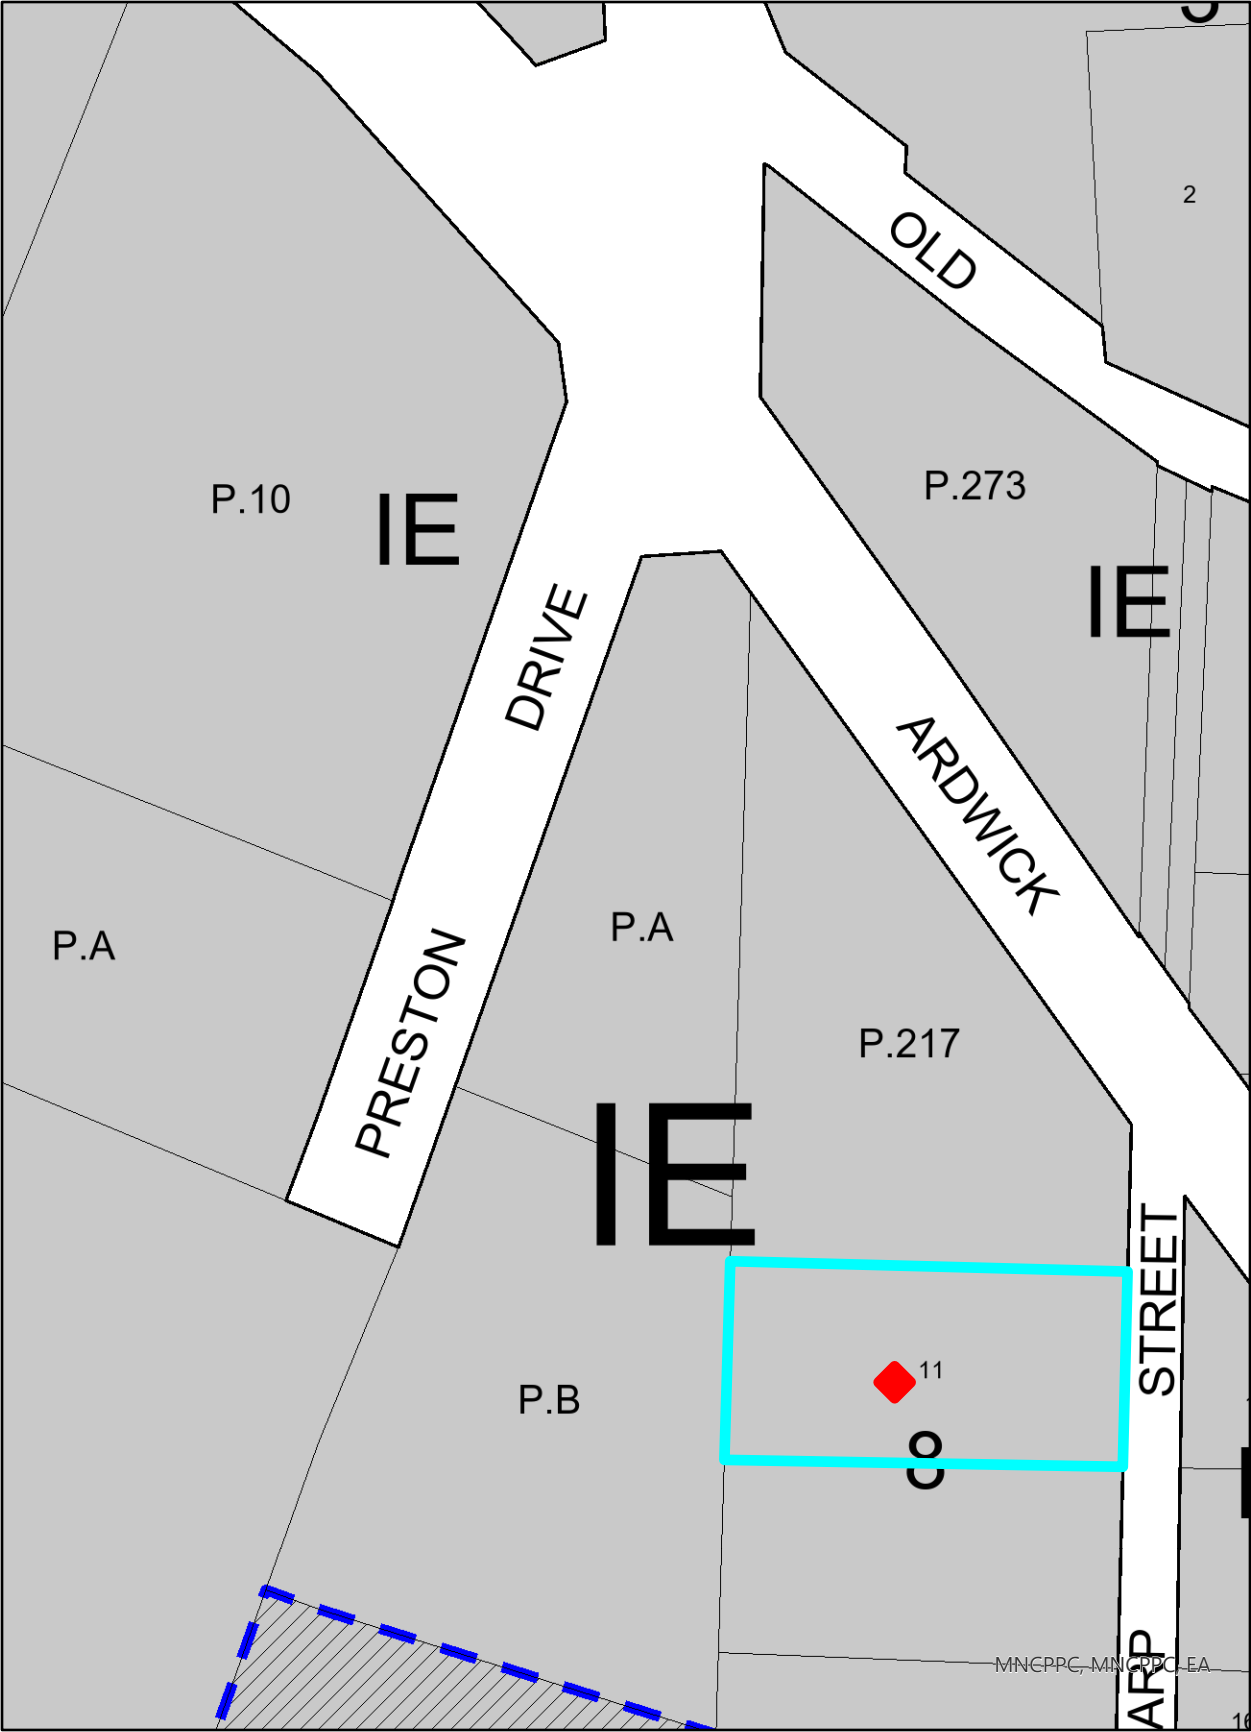 2
OLD
P.273
P.10
IE
IE
DRIVE
ARDWICK
P.A
P.A
PRESTON
P.217
IE
STREET
11
P.B
8
ARP
MNCPPC, MNCPPC, EA